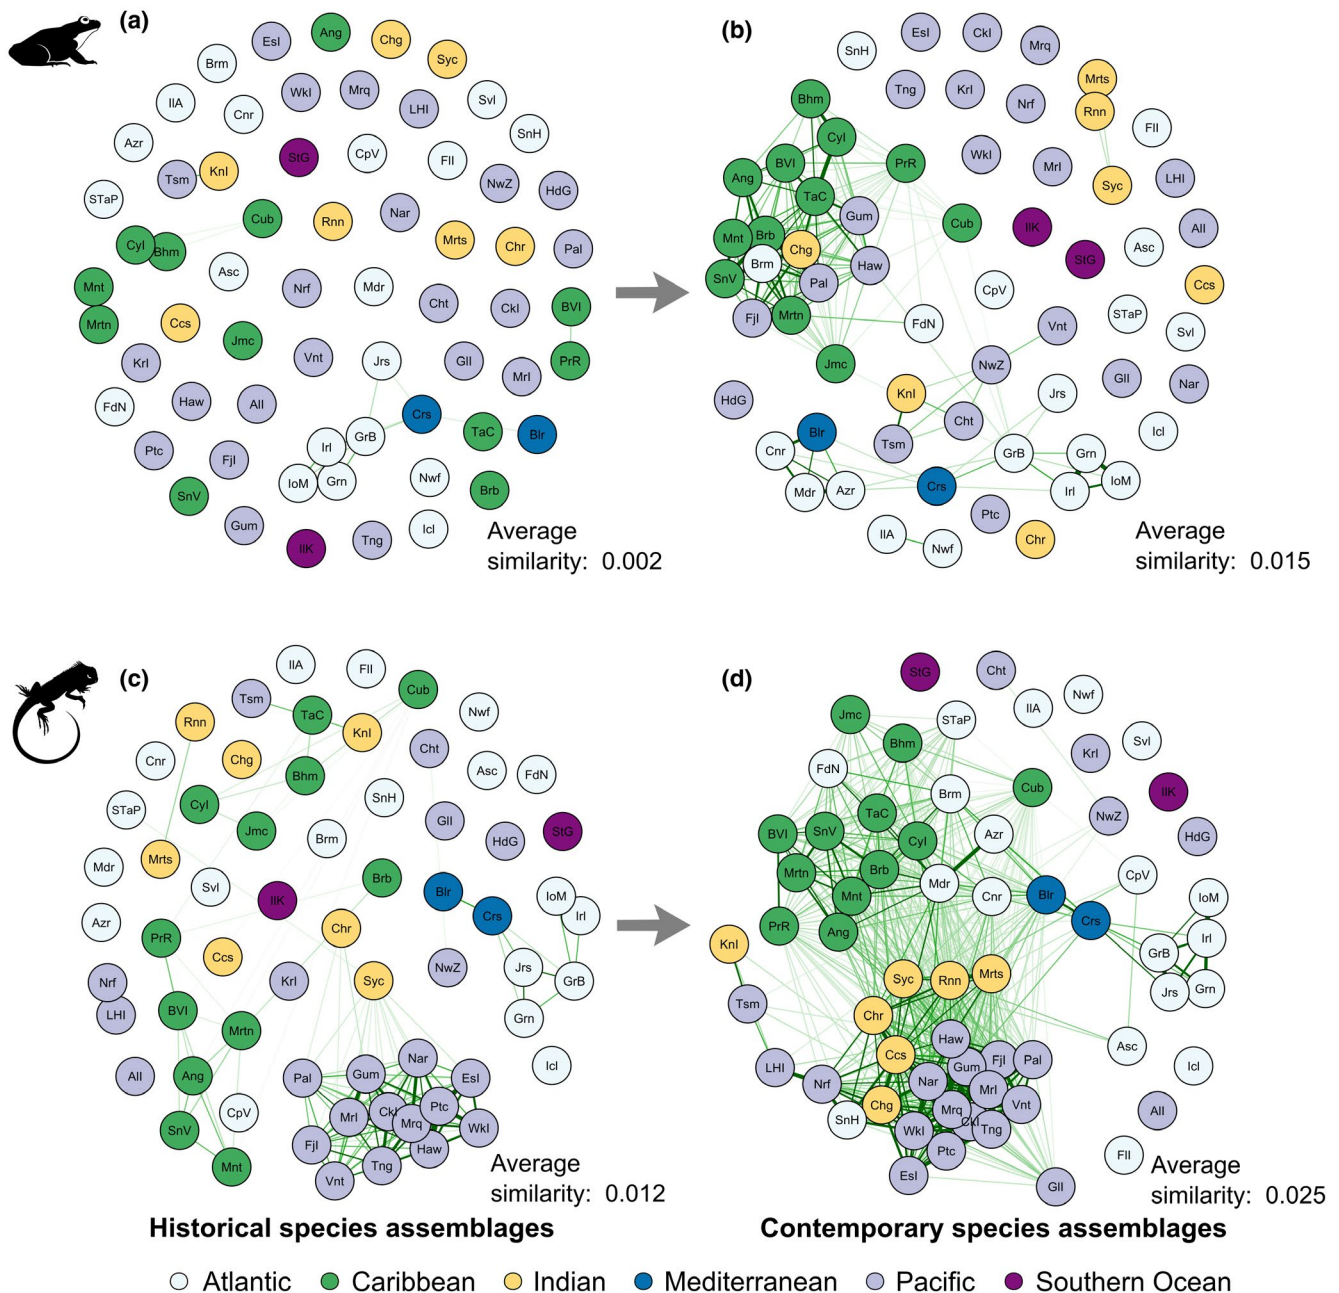 (a)
Esl
Ang
Chg
Syc
Brm
IlA
Cnr
Wkl
Mrq
LHI
Svl
SnH
Azr
Tsm
Knl
StG
CpV
Fll
NwZ
HdG
STaP
Cub
Rnn
Nar
Mrts
Chr
Pal
Cyl
Bhm
Asc
Nrf
Mdr
Cht
Ckl
BVI
Mnt
Mrtn
Ccs
Jmc
Krl
Vnt
Jrs
Gll
Mrl
PrR
FdN
Haw
All
Crs
TaC
Blr
Ptc
Fjl
Irl
GrB
IoM
Grn
Nwf
Brb
SnV
Gum
IlK
Tng
Icl
Average
similarity: 0.002
(b)
SnH
Esl
Ckl
Mrq
Mrts
Rnn
Bhm
Tng
Krl
Nrf
Fll
Cyl
BVI
PrR
Wkl
Mrl
Syc
LHI
Ang
TaC
Gum
Cub
IlK
StG
Asc
All
Mnt
Brb
Chg
Brm
Haw
SnV
Pal
CpV
Ccs
Fjl
Mrtn
FdN
Vnt
STaP
Svl
Jmc
NwZ
Gll
Nar
HdG
Knl
Cht
Jrs
Tsm
Blr
Icl
Cnr
GrB
Grn
Mdr
Azr
Crs
Irl
IoM
Ptc
IlA
Nwf
Chr
Average
similarity: 0.015
(c)
IlA
Fll
Tsm
TaC
Cub
Rnn
Knl
Nwf
Cnr
Chg
Bhm
Cht
Asc
FdN
STaP
Cyl
Jmc
SnH
Gll
StG
Brm
HdG
Mrts
Mdr
Svl
Brb
Blr
IoM
Azr
IlK
Crs
Irl
PrR
Ccs
Chr
Nrf
LHI
Krl
Syc
NwZ
Jrs
GrB
BVI
Mrtn
Grn
All
Ang
Icl
Pal
Gum
Nar
Esl
SnV
CpV
Mrl
Ckl
Mrq
Ptc
Wkl
Fjl
Haw
Mnt
Vnt
Tng
Average
similarity: 0.012
(d)
StG
Cht
IlA
Nwf
Jmc
STaP
Svl
Bhm
Krl
FdN
Brm
Cub
IlK
BVI
SnV
TaC
Cyl
Azr
NwZ
HdG
Mrtn
Brb
Mdr
Cnr
Blr
CpV
IoM
Mnt
PrR
Ang
Crs
Irl
Knl
GrB
Syc
Rnn
Mrts
Jrs
Grn
Tsm
Chr
Asc
LHI
Ccs
Haw
Icl
Nrf
Nar
Gum
Fjl
Pal
SnH
Chg
Mrl
Vnt
All
Wkl
Mrq
Ckl
Tng
Ptc
Fll
Esl
Gll
Average
similarity: 0.025
Historical species assemblages
Contemporary species assemblages
Atlantic
Caribbean
Indian
Mediterranean
Pacific
Southern Ocean